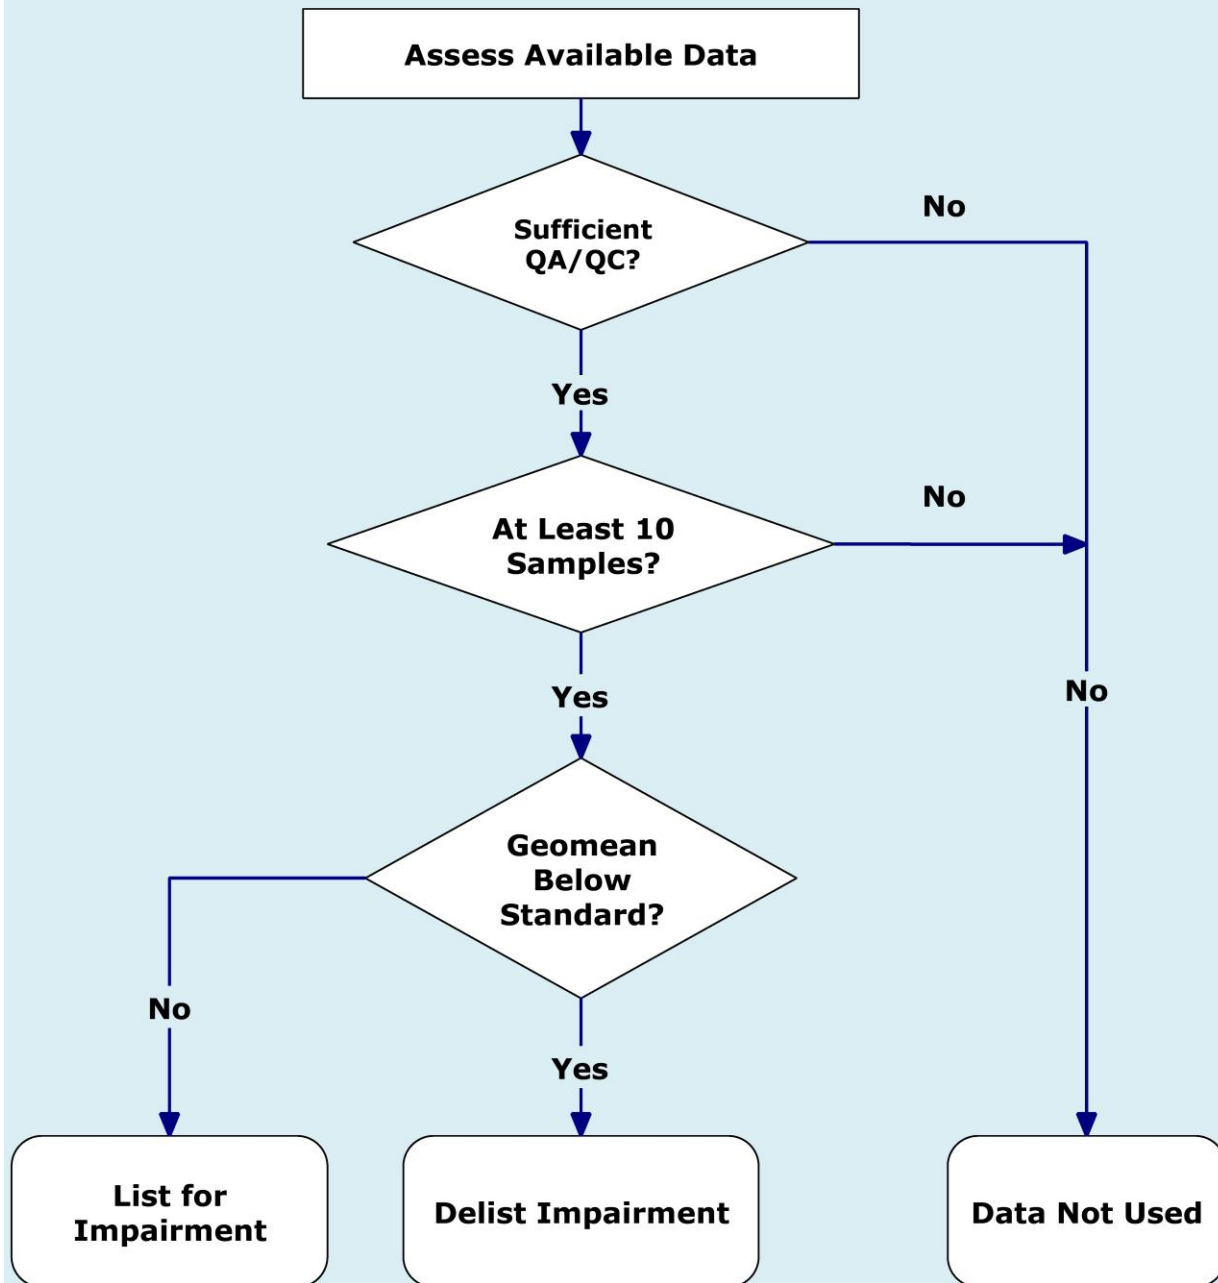 Assess Available Data
No
Sufficient
QA/QC?
Yes
No
At Least 10
Samples?
Yes
No
Geomean
Below
Standard?
No
Yes
List for
Impairment
Delist Impairment
Data Not Used